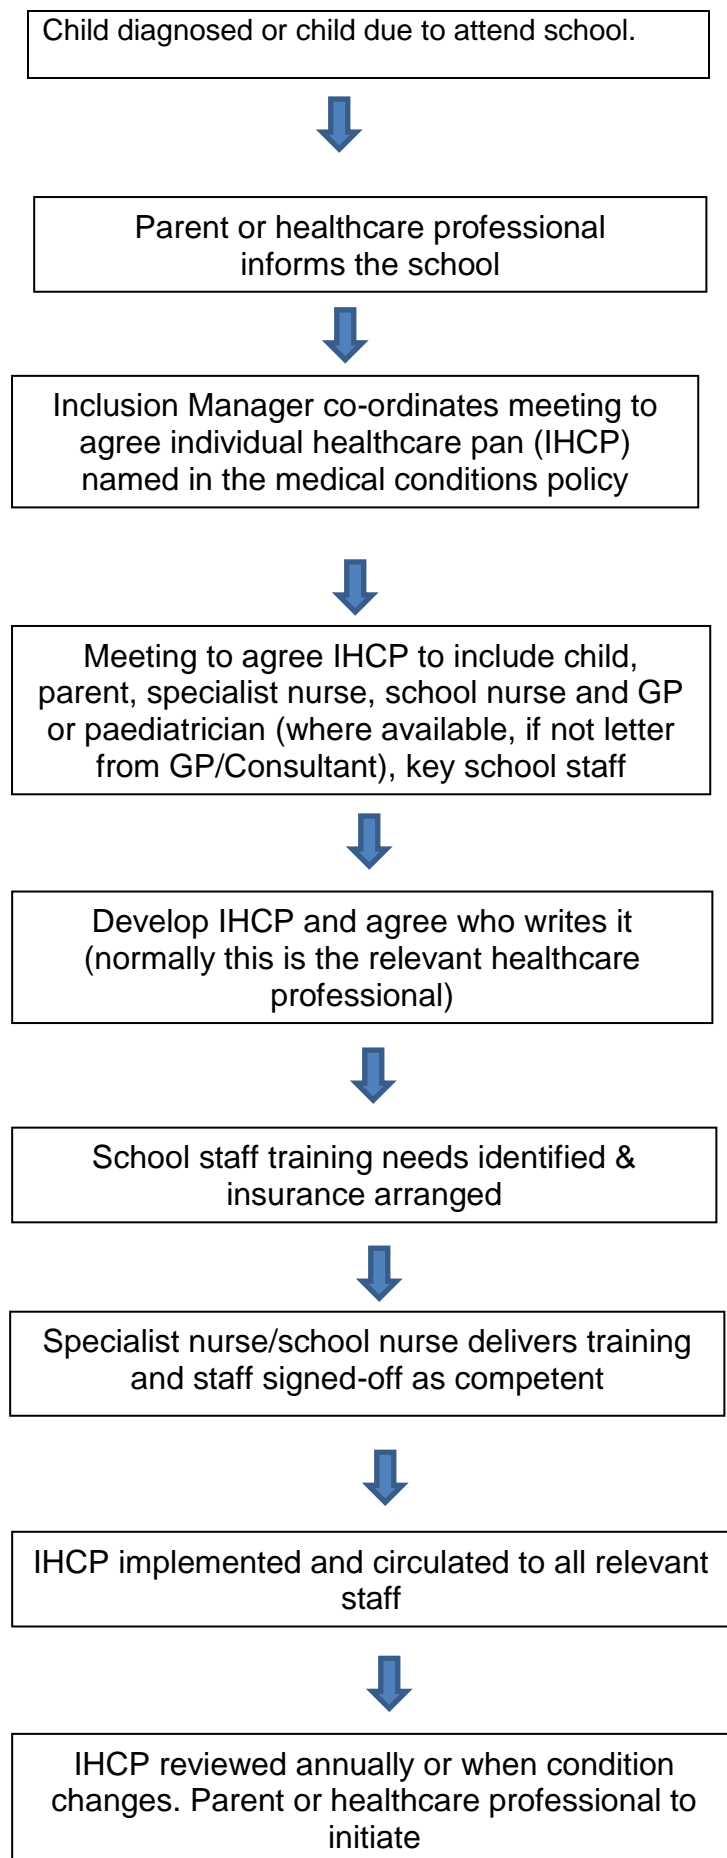 Child diagnosed or child due to attend school.
Parent or healthcare professional
informs the school
Inclusion Manager co-ordinates meeting to
agree individual healthcare pan (IHCP)
named in the medical conditions policy
Meeting to agree IHCP to include child,
parent, specialist nurse, school nurse and GP
or paediatrician (where available, if not letter
from GP/Consultant), key school staff
Develop IHCP and agree who writes it
(normally this is the relevant healthcare
professional)
School staff training needs identified &
insurance arranged
Specialist nurse/school nurse delivers training
and staff signed-off as competent
IHCP implemented and circulated to all relevant
staff
IHCP reviewed annually or when condition
changes. Parent or healthcare professional to
initiate